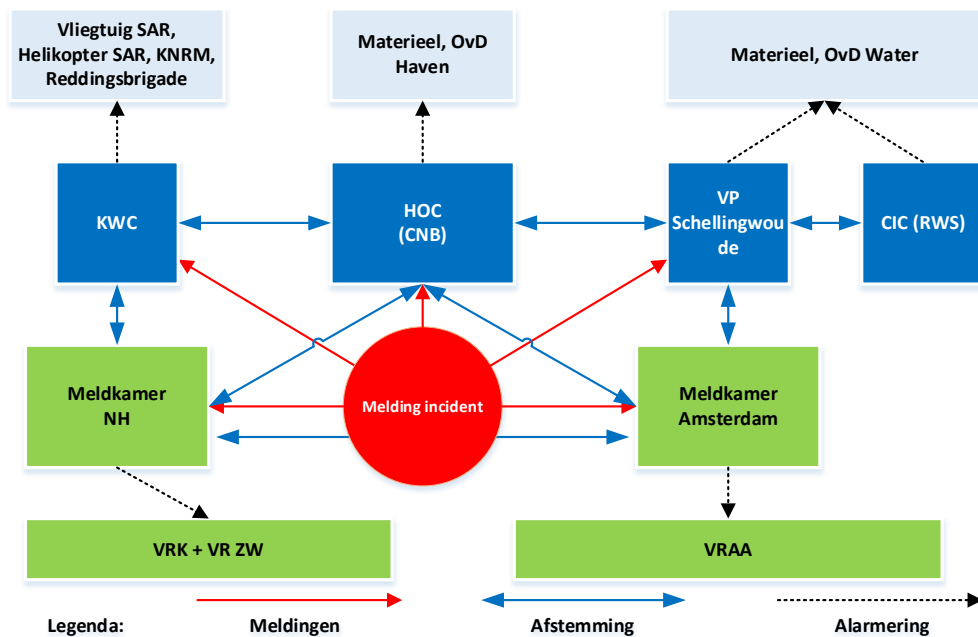 Vliegtuig SAR,
Helikopter SAR, KNRM,
Reddingsbrigade
Materieel, OvD
Haven
Materieel, OvD Water
KWC
HOC
(CNB)
VP
Schellingwou
de
CIC (RWS)
Meldkamer
NH
Melding incident
Meldkamer
Amsterdam
VRK + VR ZW
VRAA
Legenda:
Meldingen
Afstemming
Alarmering